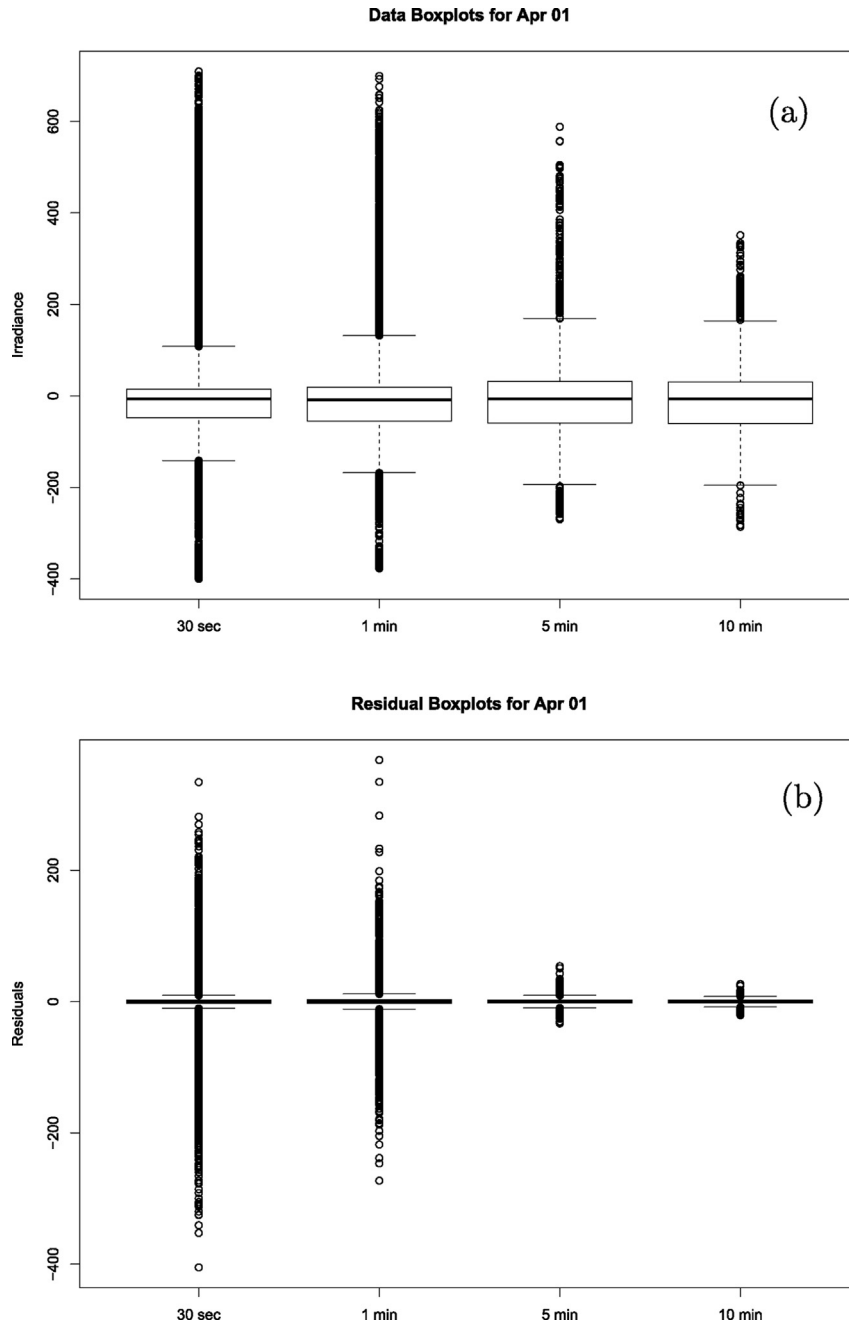 Data Boxplots for Apr 01
(a)
Irradiance
600
400
200
0
−200
−400
30 sec 1 min 5 min 10 min
Residual Boxplots for Apr 01
(b)
Residuals
200
0
−200
−400
30 sec 1 min 5 min 10 min